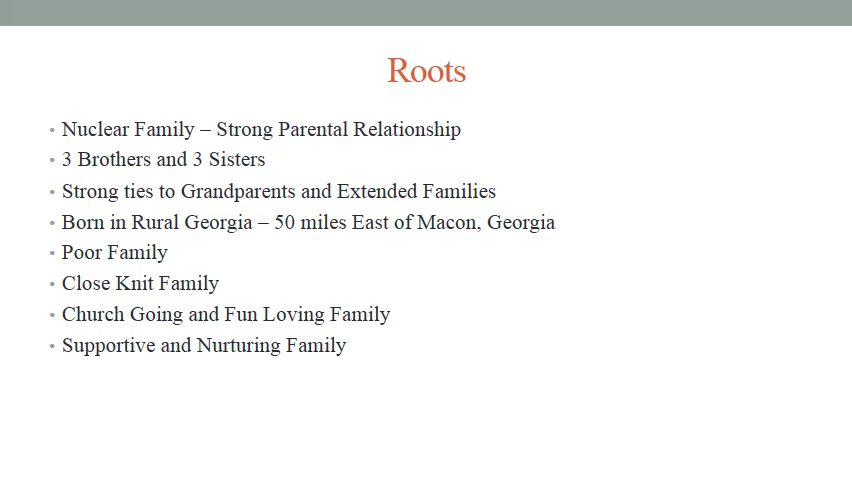 Roots
• Nuclear Family – Strong Parental Relationship
• 3 Brothers and 3 Sisters
• Strong ties to Grandparents and Extended Families
• Born in Rural Georgia – 50 miles East of Macon, Georgia
• Poor Family
• Close Knit Family
• Church Going and Fun Loving Family
• Supportive and Nurturing Family